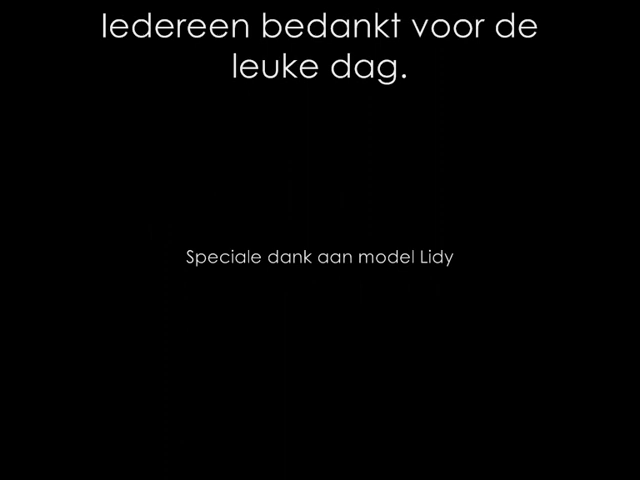 Iedereen bedankt voor de
leuke dag.
Speciale dank aan model Lidy